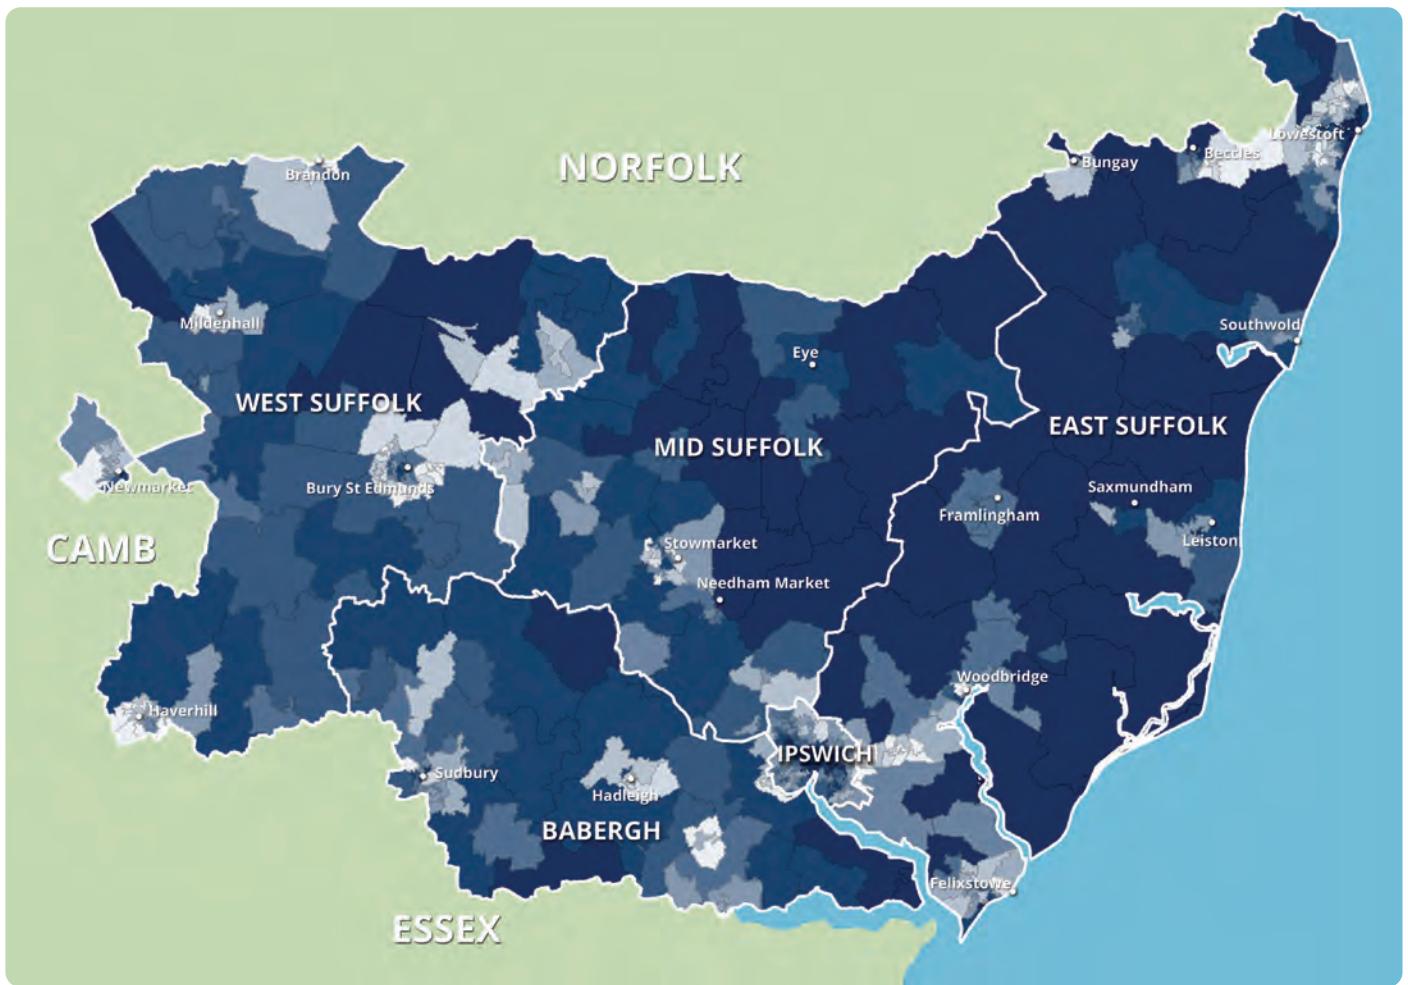 Lowestoft
Beccles
Bungay
NORFOLK
Brandon
Mildenhall
Southwold
Eye
WEST SUFFOLK
EAST SUFFOLK
MID SUFFOLK
Newmarket
Bury St Edmunds
Saxmundham
Framlingham
Leiston
CAMB
Stowmarket
Needham Market
Woodbridge
Haverhill
IPSWICH
Sudbury
Hadleigh
BABERGH
Felixstowe
ESSEX